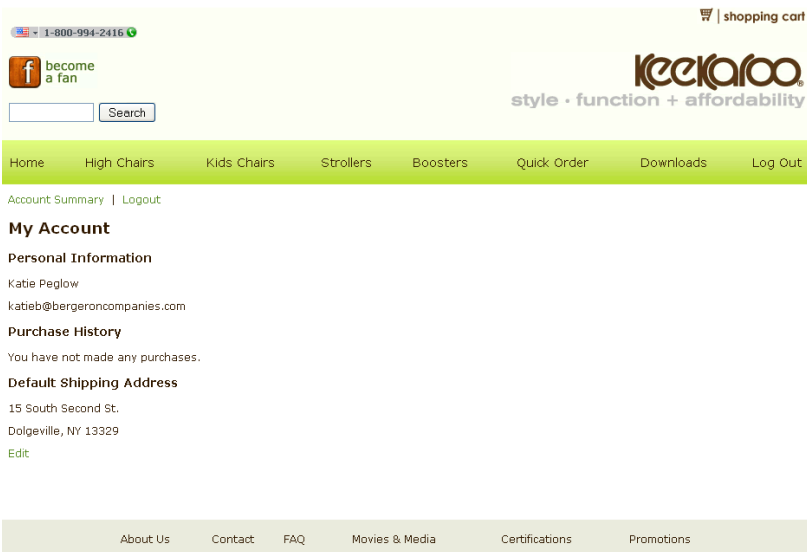 shopping cart
1-800-994-2416
f become
a fan
keekaroo®
style · function + affordability
Search
Home High Chairs Kids Chairs Strollers Boosters Quick Order Downloads Log Out
Account Summary | Logout
My Account
Personal Information
Katie Peglow
katieb@bergeroncompanies.com
Purchase History
You have not made any purchases.
Default Shipping Address
15 South Second St.
Dolgeville, NY 13329
Edit
About Us Contact FAQ Movies & Media Certifications Promotions